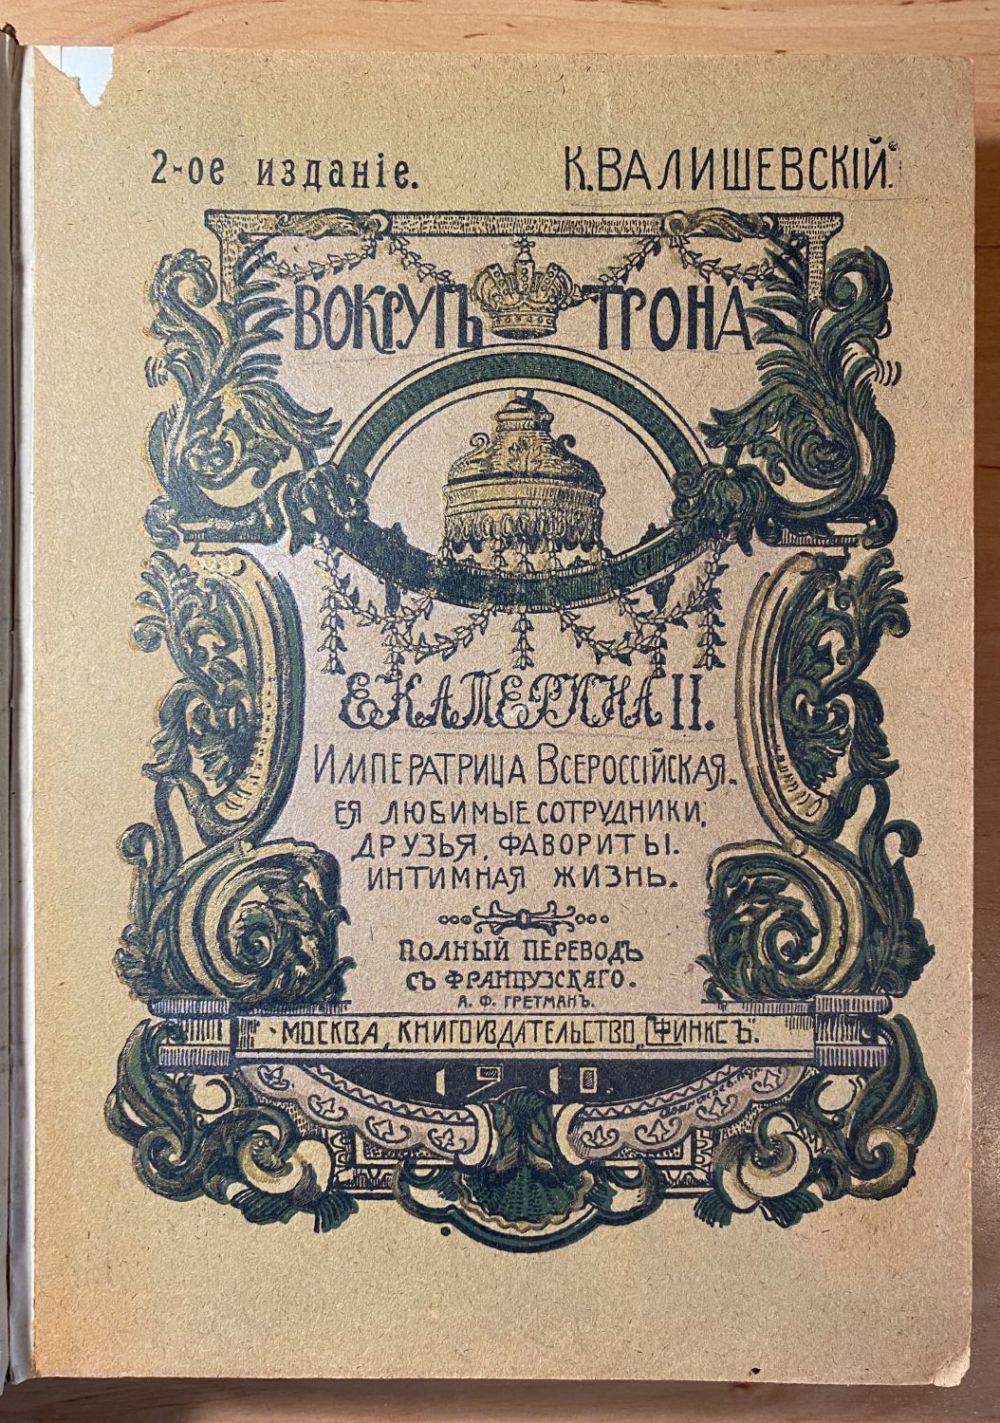 2-ое изданіе.
К. ВАЛИШЕВСКІЙ.
ВОКРУГЪ ТРОНА
ЕКАТЕРИНА II.
ИМПЕРАТРИЦА ВСЕРОССІЙСКАЯ.
ЕЯ ЛЮБИМЫЕ СОТРУДНИКИ,
ДРУЗЬЯ, ФАВОРИТЫ.
ИНТИМНАЯ ЖИЗНЬ.
ПОЛНЫЙ ПЕРЕВОДЪ
СЪ ФРАНЦУЗСКАГО.
А. Ф. ГРЕТМАНЪ.
МОСКВА, КНИГОИЗДАТЕЛЬСТВО „СФИНКСЪ“.